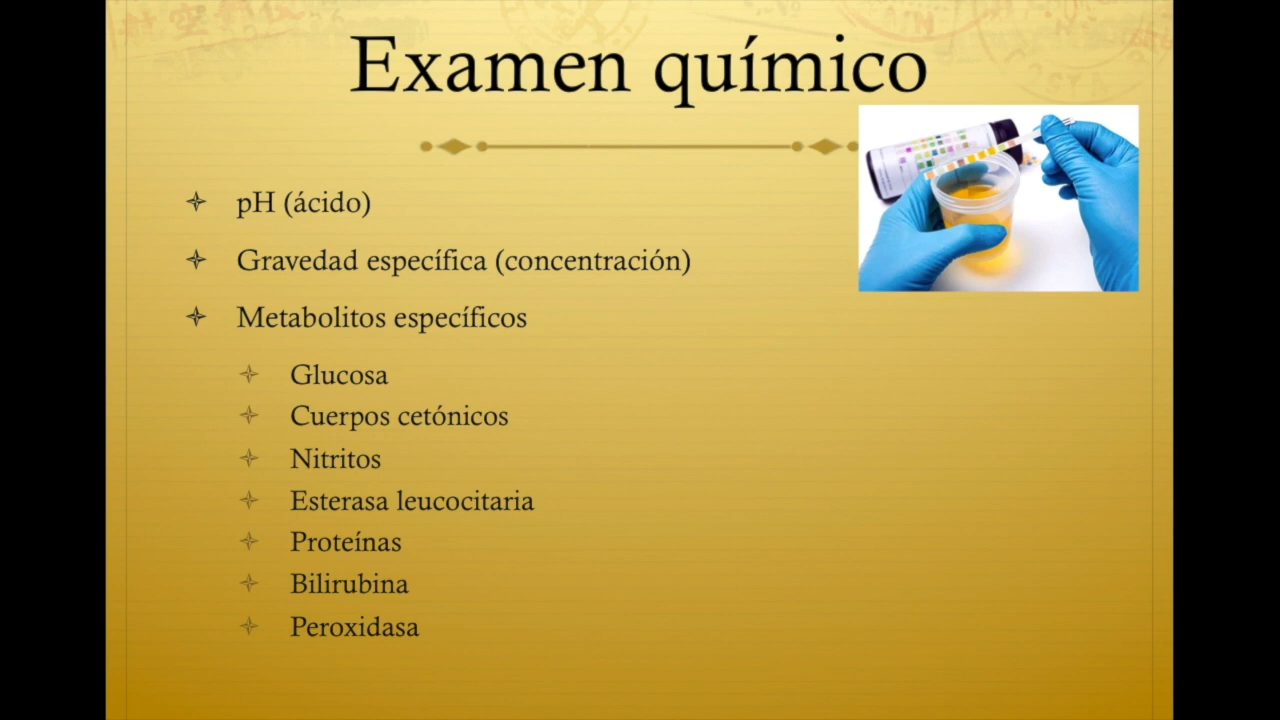 Examen químico
pH (ácido)
Gravedad específica (concentración)
Metabolitos específicos
Glucosa
Cuerpos cetónicos
Nitritos
Esterasa leucocitaria
Proteínas
Bilirubina
Peroxidasa